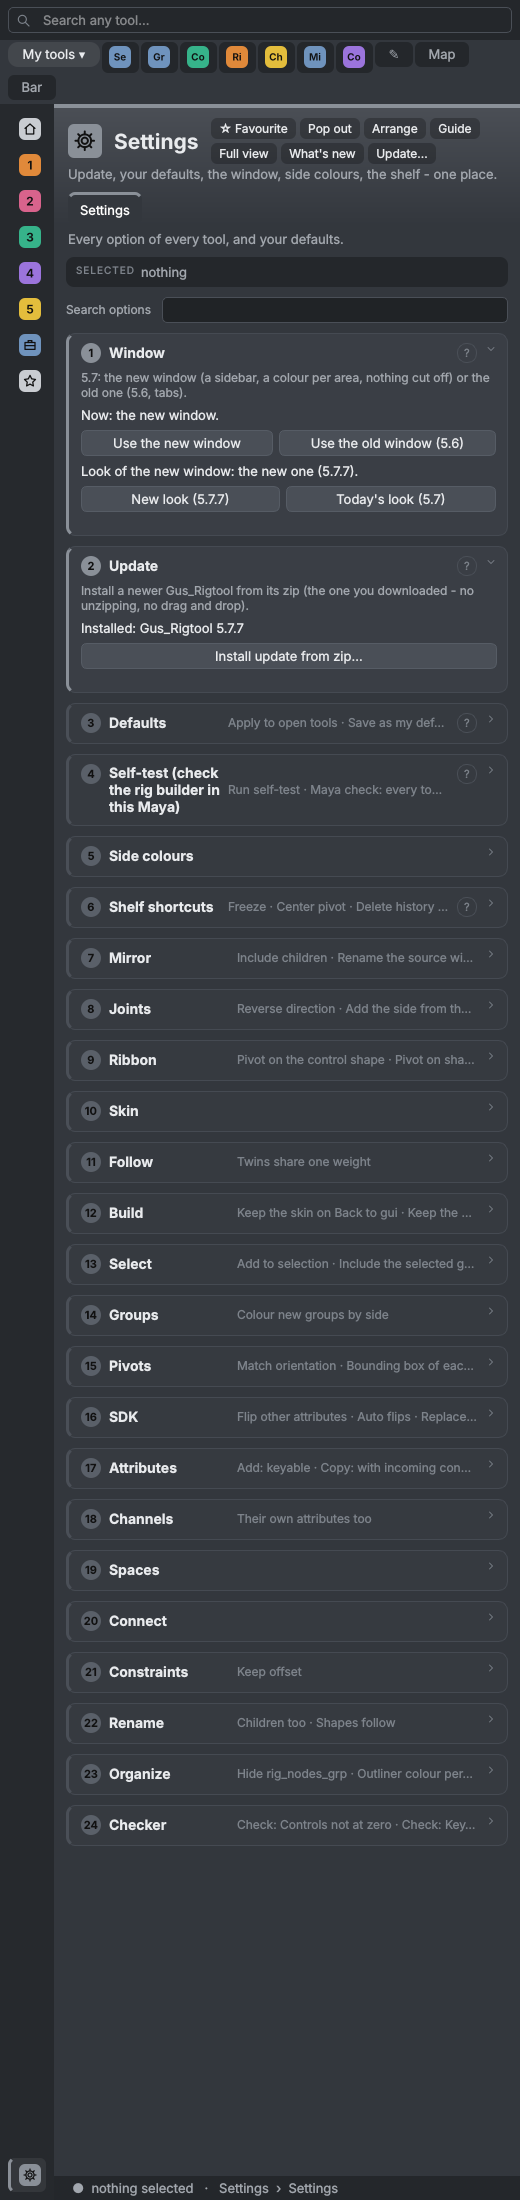 Search any tool...
My tools ▾ Se Gr Co Ri Ch Mi Co ✎ Map
Bar
1
2
3
4
5
Settings
☆ Favourite Pop out Arrange Guide
Full view What's new Update...
Update, your defaults, the window, side colours, the shelf - one place.
Settings
Every option of every tool, and your defaults.
SELECTED nothing
Search options
1 Window ?
5.7: the new window (a sidebar, a colour per area, nothing cut off) or the
old one (5.6, tabs).
Now: the new window.
Use the new window Use the old window (5.6)
Look of the new window: the new one (5.7.7).
New look (5.7.7) Today's look (5.7)
2 Update ?
Install a newer Gus_Rigtool from its zip (the one you downloaded - no
unzipping, no drag and drop).
Installed: Gus_Rigtool 5.7.7
Install update from zip...
3 Defaults Apply to open tools · Save as my def... ?
4 Self-test (check
the rig builder in
this Maya)
Run self-test · Maya check: every to... ?
5 Side colours
6 Shelf shortcuts Freeze · Center pivot · Delete history ... ?
7 Mirror Include children · Rename the source wi...
8 Joints Reverse direction · Add the side from th...
9 Ribbon Pivot on the control shape · Pivot on sha...
10 Skin
11 Follow Twins share one weight
12 Build Keep the skin on Back to gui · Keep the ...
13 Select Add to selection · Include the selected g...
14 Groups Colour new groups by side
15 Pivots Match orientation · Bounding box of eac...
16 SDK Flip other attributes · Auto flips · Replace...
17 Attributes Add: keyable · Copy: with incoming con...
18 Channels Their own attributes too
19 Spaces
20 Connect
21 Constraints Keep offset
22 Rename Children too · Shapes follow
23 Organize Hide rig_nodes_grp · Outliner colour per...
24 Checker Check: Controls not at zero · Check: Key...
nothing selected · Settings › Settings